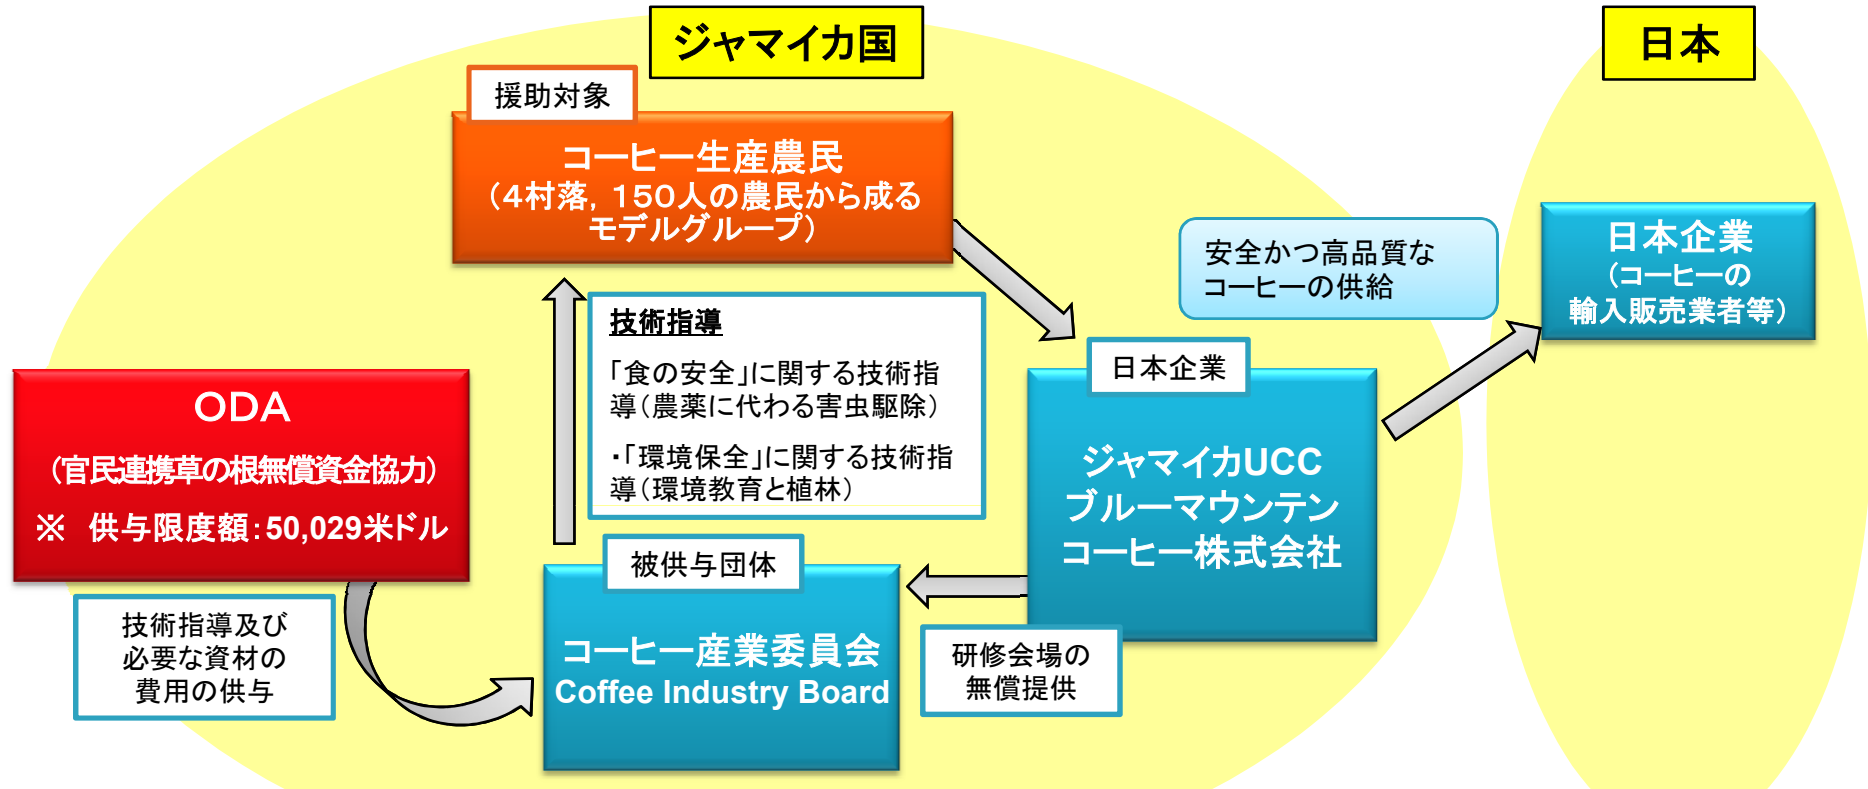 ジャマイカ国
日本
援助対象
コーヒー生産農民
（４村落，１５０人の農民から成る
モデルグループ）
安全かつ高品質な
コーヒーの供給
日本企業
（コーヒーの
輸入販売業者等）
技術指導
「食の安全」に関する技術指
導（農薬に代わる害虫駆除）
・「環境保全」に関する技術指
導（環境教育と植林）
日本企業
ジャマイカUCC
ブルーマウンテン
コーヒー株式会社
ＯＤＡ
（官民連携草の根無償資金協力）
※　供与限度額：50,029米ドル
技術指導及び
必要な資材の
費用の供与
被供与団体
コーヒー産業委員会
Coffee Industry Board
研修会場の
無償提供